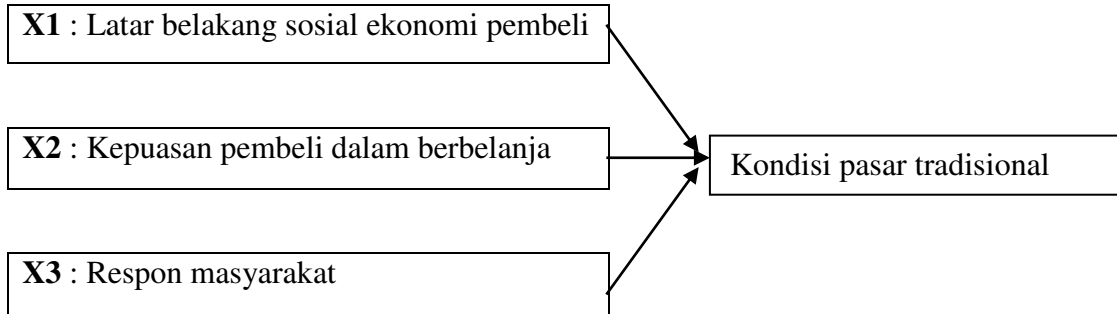 X1 : Latar belakang sosial ekonomi pembeli
X2 : Kepuasan pembeli dalam berbelanja
Kondisi pasar tradisional
X3 : Respon masyarakat